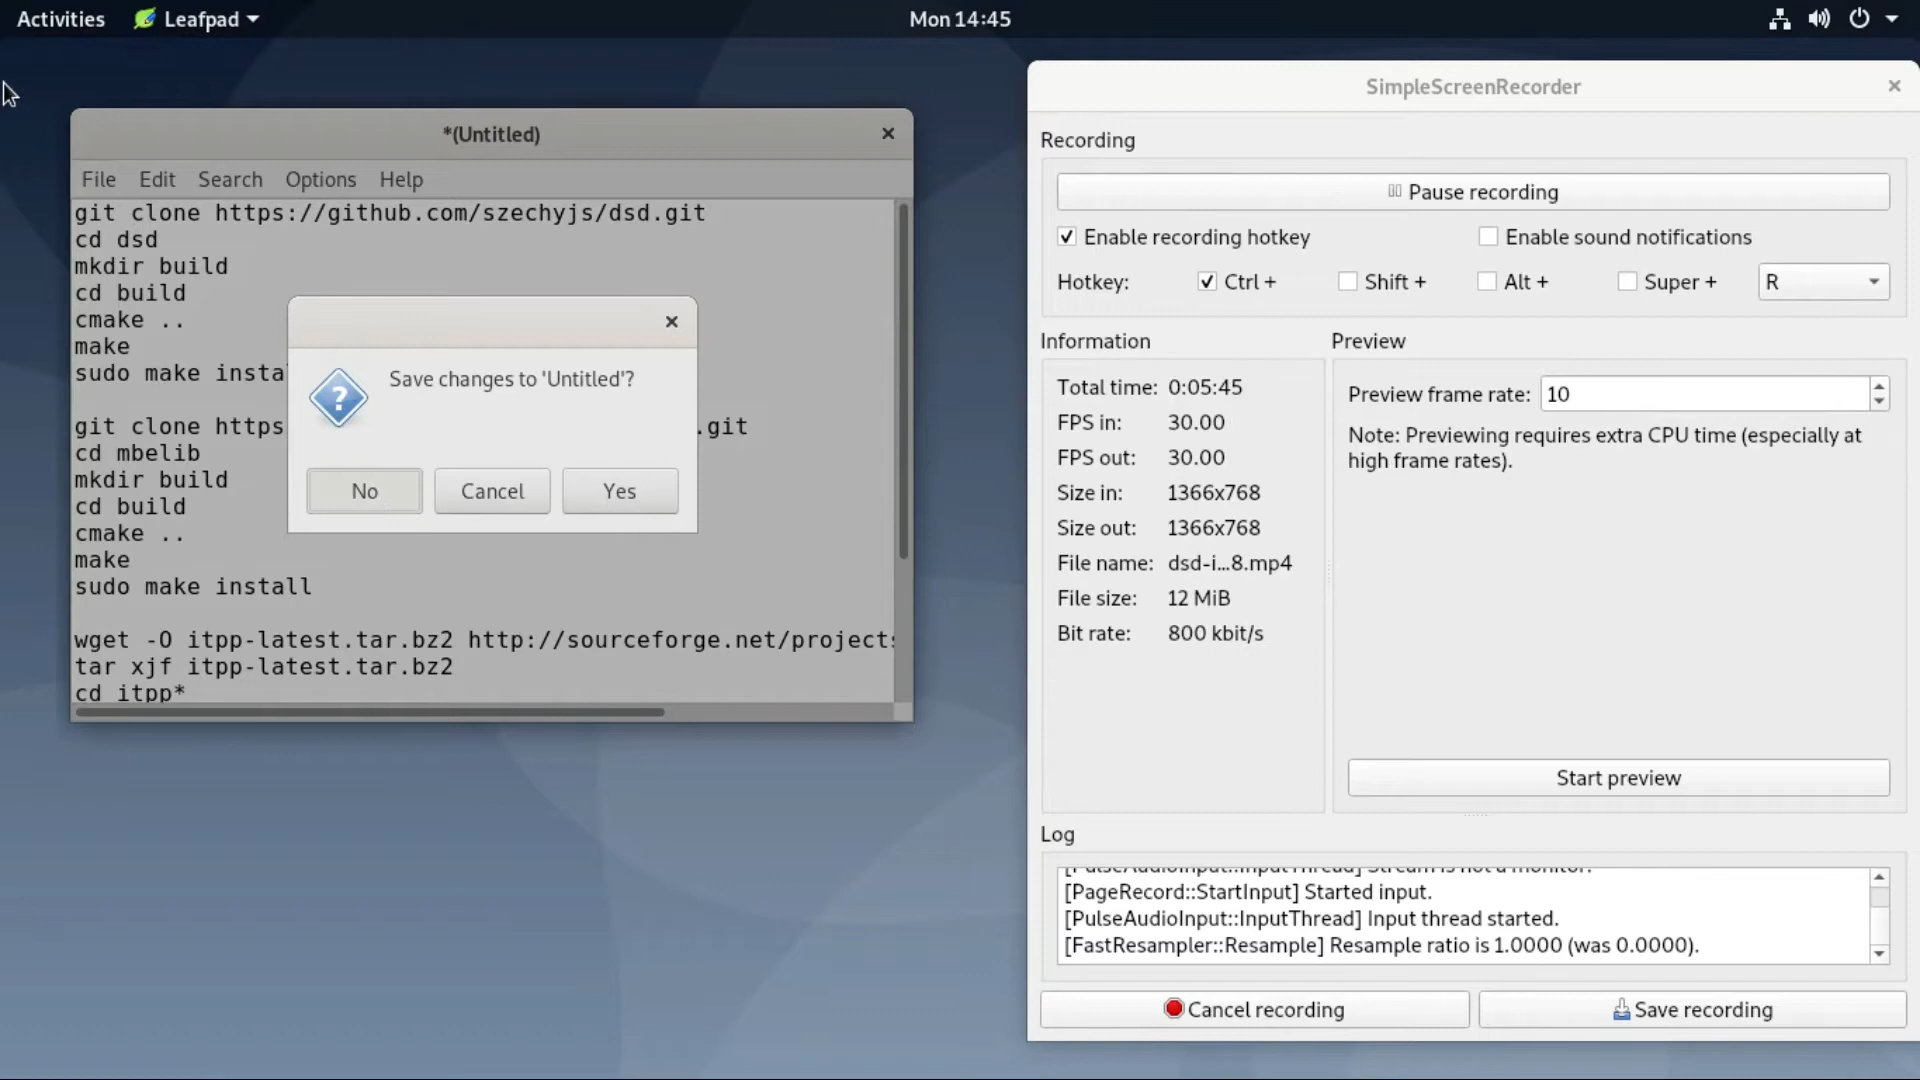 Activities Leafpad Mon 14:45
*(Untitled)
File Edit Search Options Help
git clone https://github.com/szechyjs/dsd.git
cd dsd
mkdir build
cd build
cmake ..
make
sudo make insta
git clone https .git
cd mbelib
mkdir build
cd build
cmake ..
make
sudo make install
wget -O itpp-latest.tar.bz2 http://sourceforge.net/projects
tar xjf itpp-latest.tar.bz2
cd itpp*
Save changes to 'Untitled'?
No Cancel Yes
SimpleScreenRecorder
Recording
Pause recording
Enable recording hotkey Enable sound notifications
Hotkey: Ctrl + Shift + Alt + Super + R
Information
Total time: 0:05:45
FPS in: 30.00
FPS out: 30.00
Size in: 1366x768
Size out: 1366x768
File name: dsd-i...8.mp4
File size: 12 MiB
Bit rate: 800 kbit/s
Preview
Preview frame rate: 10
Note: Previewing requires extra CPU time (especially at
high frame rates).
Start preview
Log
[PulseAudioInput::InputThread] Stream is not a monitor.
[PageRecord::StartInput] Started input.
[PulseAudioInput::InputThread] Input thread started.
[FastResampler::Resample] Resample ratio is 1.0000 (was 0.0000).
Cancel recording Save recording